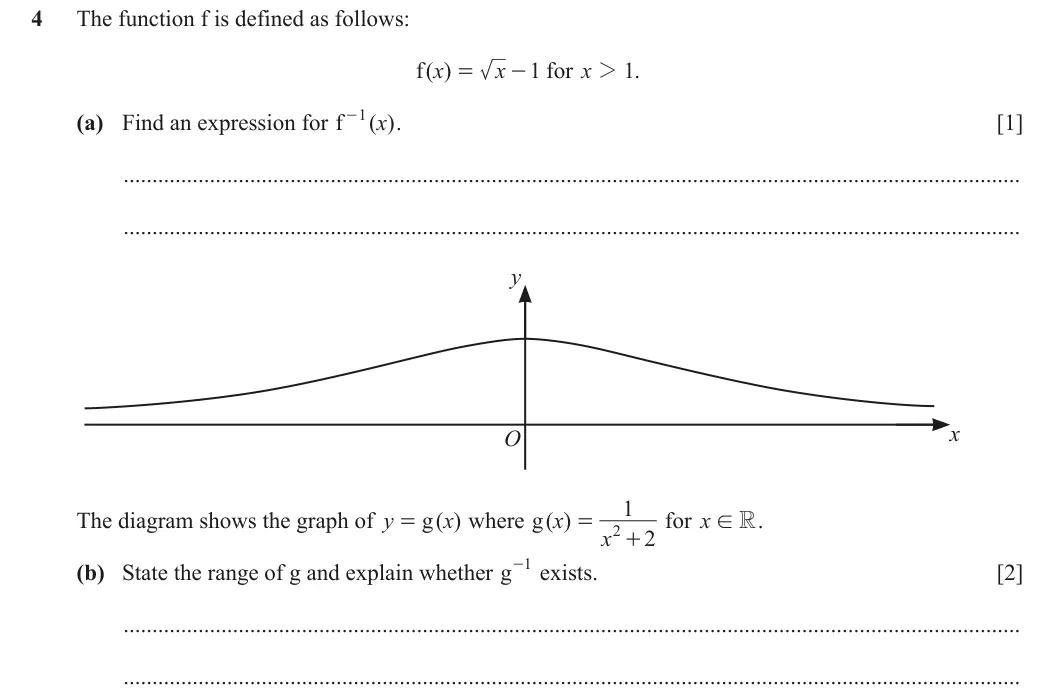 4 The function f is defined as follows:
f(x) = √x − 1 for x > 1.
(a) Find an expression for f⁻¹(x). [1]
y
O
x
The diagram shows the graph of y = g(x) where g(x) = 1/(x² + 2) for x ∈ ℝ.
(b) State the range of g and explain whether g⁻¹ exists. [2]